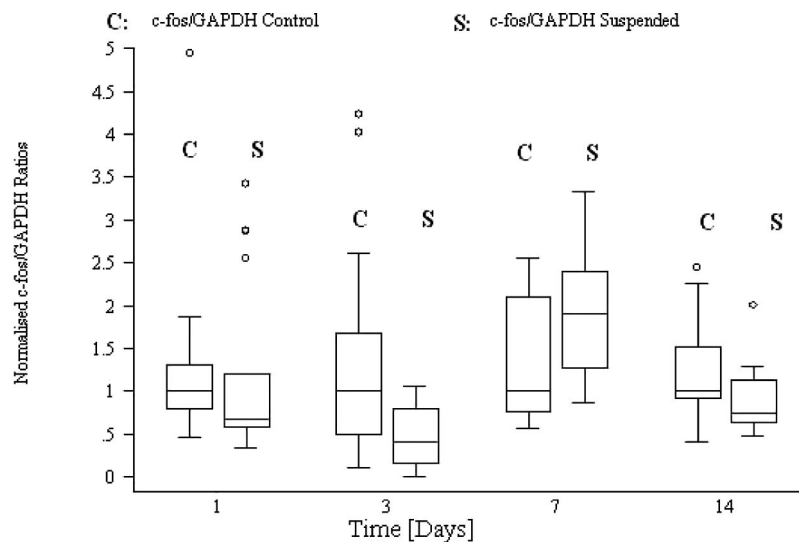 C: c-fos/GAPDH Control S: c-fos/GAPDH Suspended
5
4.5
4
3.5
3
2.5
2
1.5
1
.5
0
Normalised c-fos/GAPDH Ratios
C S
C S
C S
C S
1 3 7 14
Time [Days]